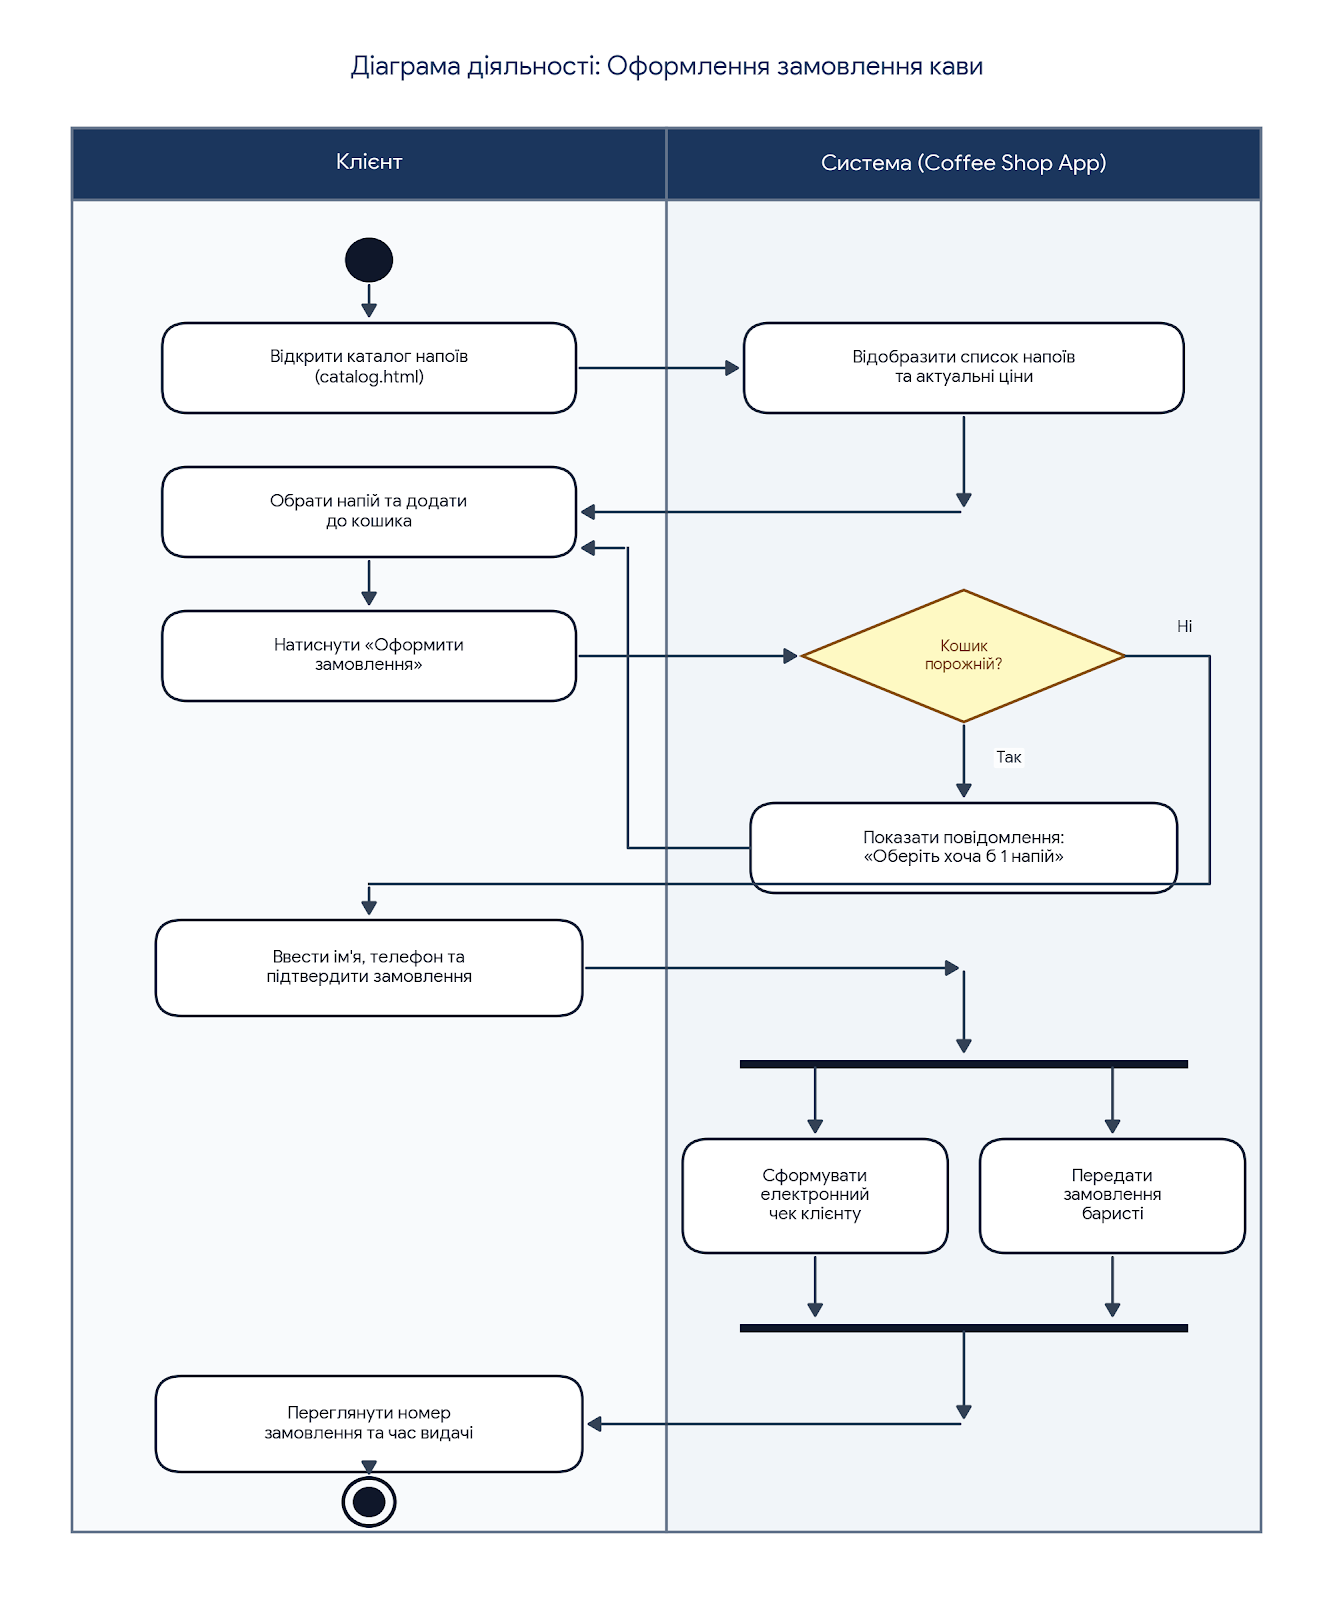 Діаграма діяльності: Оформлення замовлення кави
Клієнт
Система (Coffee Shop App)
Відкрити каталог напоїв
(catalog.html)
Відобразити список напоїв
та актуальні ціни
Обрати напій та додати
до кошика
Натиснути «Оформити
замовлення»
Кошик
порожній?
Ні
Так
Показати повідомлення:
«Оберіть хоча б 1 напій»
Ввести ім'я, телефон та
підтвердити замовлення
Сформувати
електронний
чек клієнту
Передати
замовлення
баристі
Переглянути номер
замовлення та час видачі